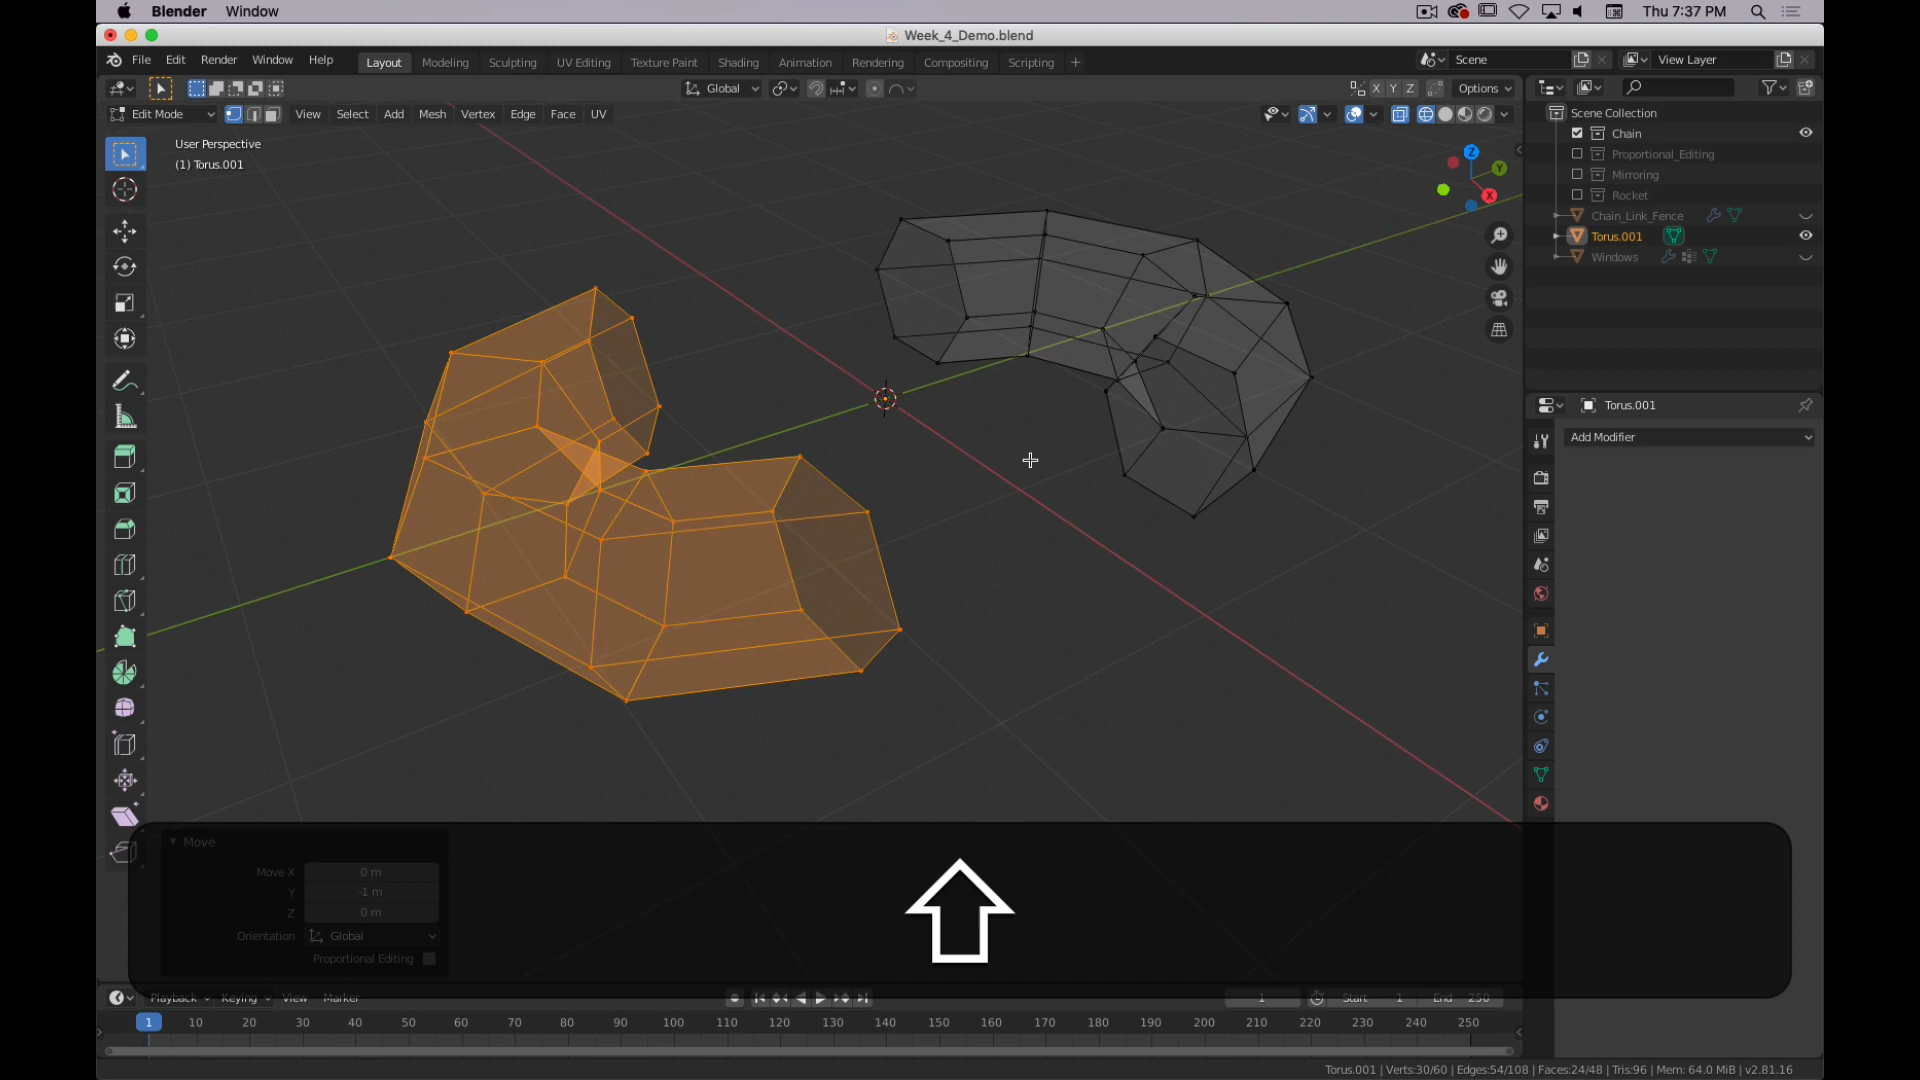 Blender Window Thu 7:37 PM
Week_4_Demo.blend
File Edit Render Window Help Layout Modeling Sculpting UV Editing Texture Paint Shading Animation Rendering Compositing Scripting + Scene View Layer
Global X Y Z Options
Edit Mode View Select Add Mesh Vertex Edge Face UV
User Perspective
(1) Torus.001
Z
Y
X
Scene Collection
Chain
Proportional_Editing
Mirroring
Rocket
Chain_Link_Fence
Torus.001
Windows
Torus.001
Add Modifier
Move
Move X 0 m
Y -1 m
Z 0 m
Orientation Global
Proportional Editing
Playback Keying View Marker 1 Start 1 End 250
1 10 20 30 40 50 60 70 80 90 100 110 120 130 140 150 160 170 180 190 200 210 220 230 240 250
Torus.001 | Verts:30/60 | Edges:54/108 | Faces:24/48 | Tris:96 | Mem: 64.0 MiB | v2.81.16